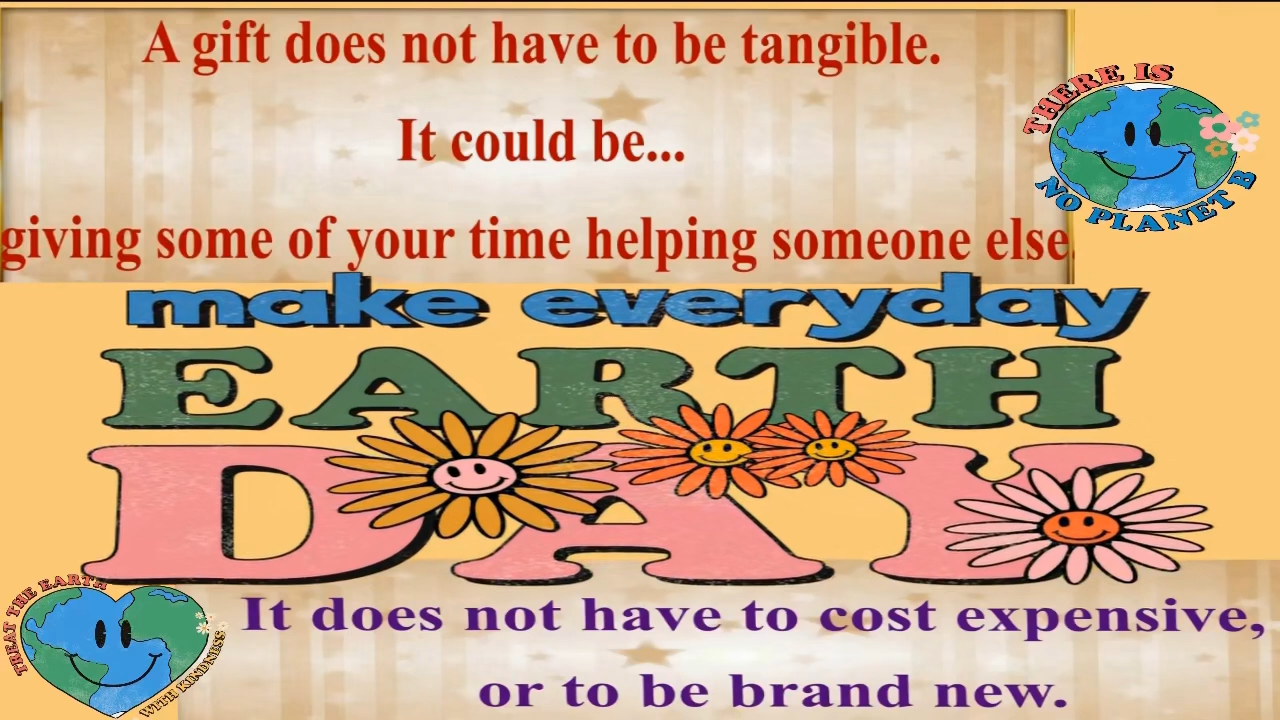 A gift does not have to be tangible.
It could be...
giving some of your time helping someone else.
THERE IS
NO PLANET B
make everyday
EARTH
DAY
TREAT THE EARTH
WITH KINDNESS
It does not have to cost expensive,
or to be brand new.